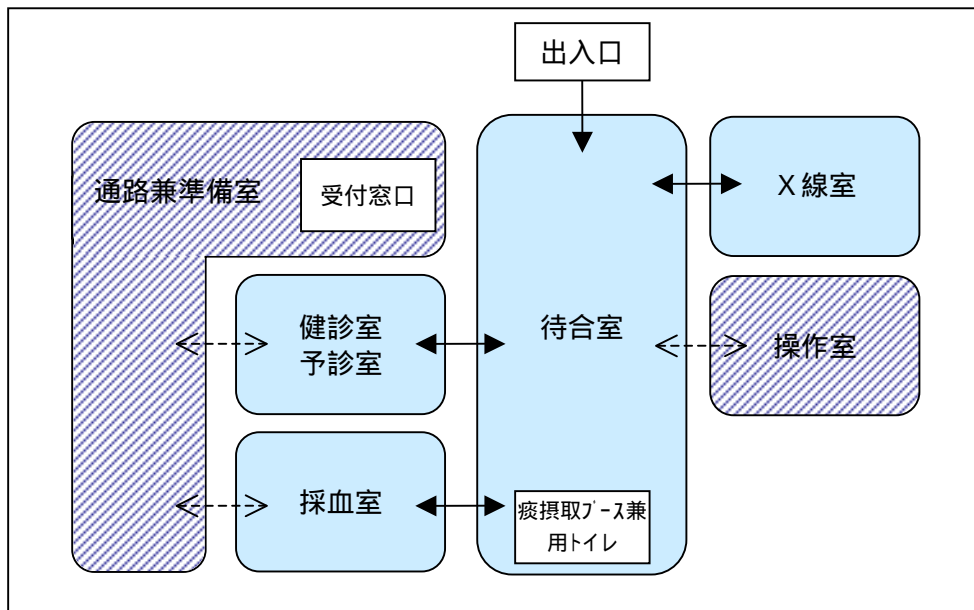 出入口
通路兼準備室
受付窓口
X線室
健診室
予診室
待合室
操作室
採血室
痰摂取ﾌﾞｰｽ兼
用ﾄイレ